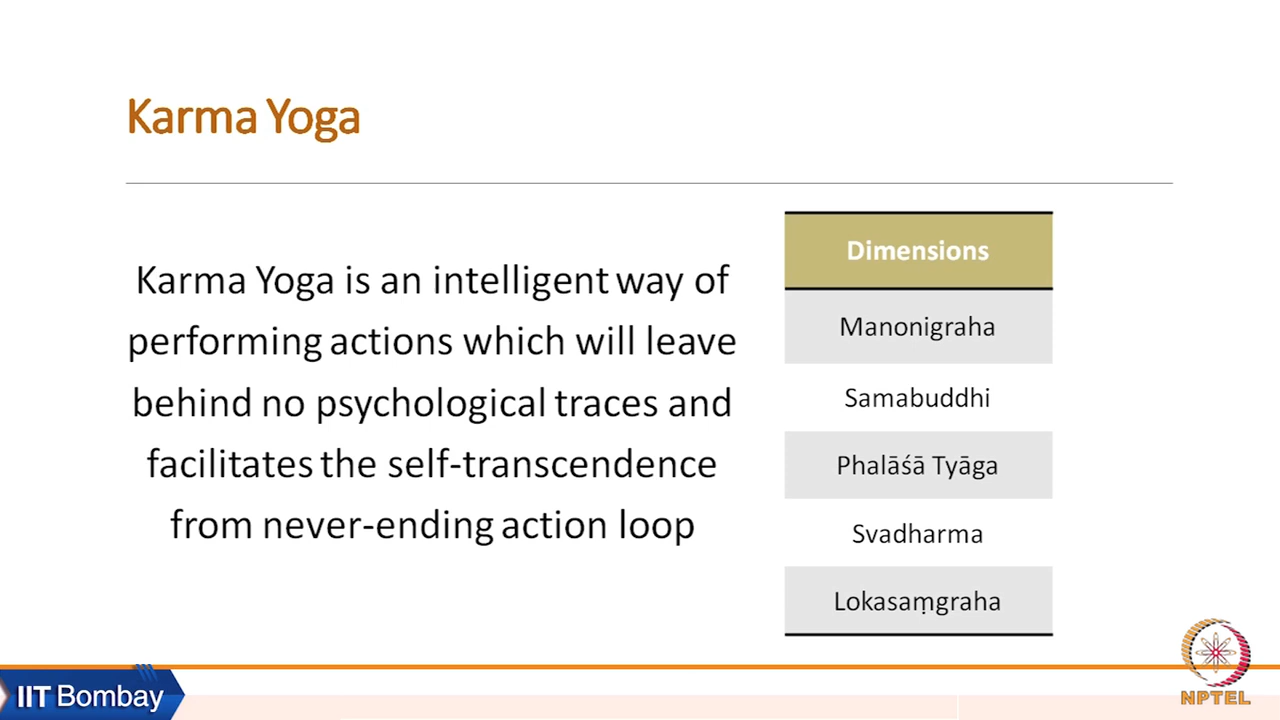 Karma Yoga
Karma Yoga is an intelligent way of
performing actions which will leave
behind no psychological traces and
facilitates the self-transcendence
from never-ending action loop
Dimensions
Manonigraha
Samabuddhi
Phalāśā Tyāga
Svadharma
Lokasaṃgraha
IIT Bombay
NPTEL